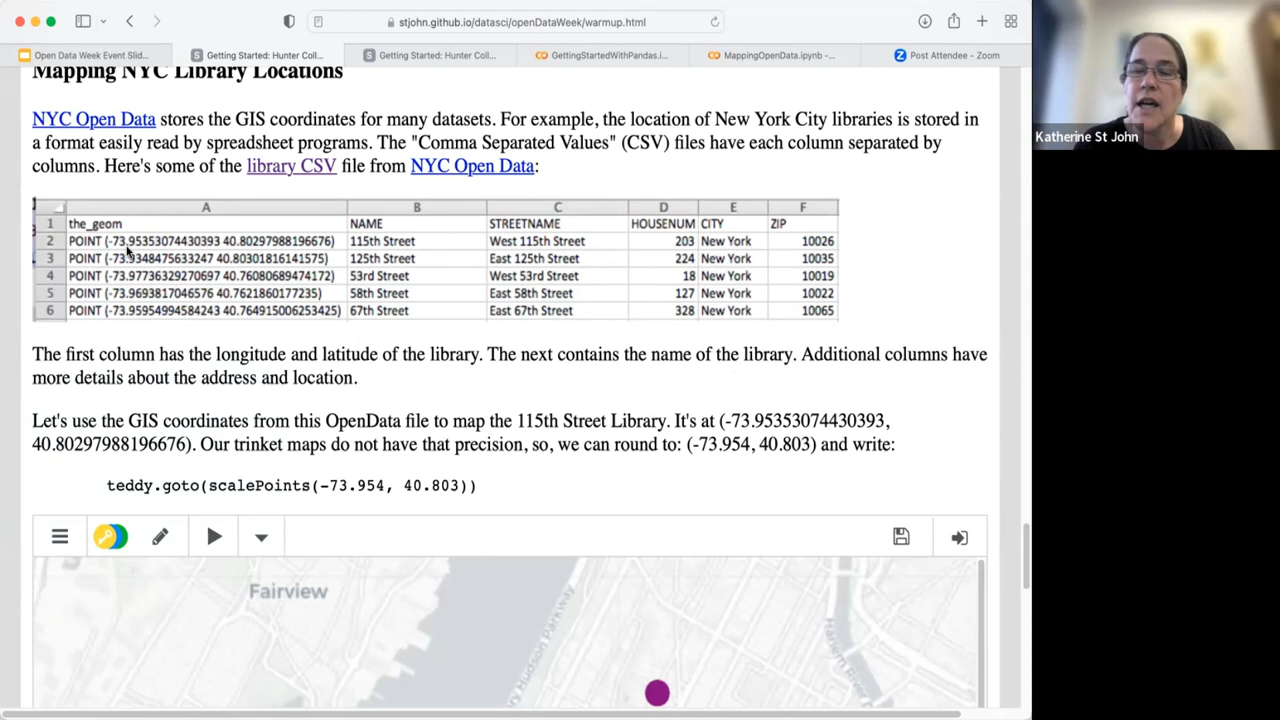 stjohn.github.io/datasci/openDataWeek/warmup.html
Open Data Week Event Slid...
Getting Started: Hunter Coll...
Getting Started: Hunter Coll...
GettingStartedWithPandas.i...
MappingOpenData.ipynb -...
Post Attendee - Zoom
Mapping NYC Library Locations
NYC Open Data stores the GIS coordinates for many datasets. For example, the location of New York City libraries is stored in
a format easily read by spreadsheet programs. The "Comma Separated Values" (CSV) files have each column separated by
columns. Here's some of the library CSV file from NYC Open Data:
A B C D E F
1 the_geom NAME STREETNAME HOUSENUM CITY ZIP
2 POINT (-73.95353074430393 40.80297988196676) 115th Street West 115th Street 203 New York 10026
3 POINT (-73.9348475633247 40.80301816141575) 125th Street East 125th Street 224 New York 10035
4 POINT (-73.97736329270697 40.76080689474172) 53rd Street West 53rd Street 18 New York 10019
5 POINT (-73.9693817046576 40.7621860177235) 58th Street East 58th Street 127 New York 10022
6 POINT (-73.95954994584243 40.764915006253425) 67th Street East 67th Street 328 New York 10065
The first column has the longitude and latitude of the library. The next contains the name of the library. Additional columns have
more details about the address and location.
Let's use the GIS coordinates from this OpenData file to map the 115th Street Library. It's at (-73.95353074430393,
40.80297988196676). Our trinket maps do not have that precision, so, we can round to: (-73.954, 40.803) and write:
teddy.goto(scalePoints(-73.954, 40.803))
Fairview
Hudson Parkway
Katherine St John